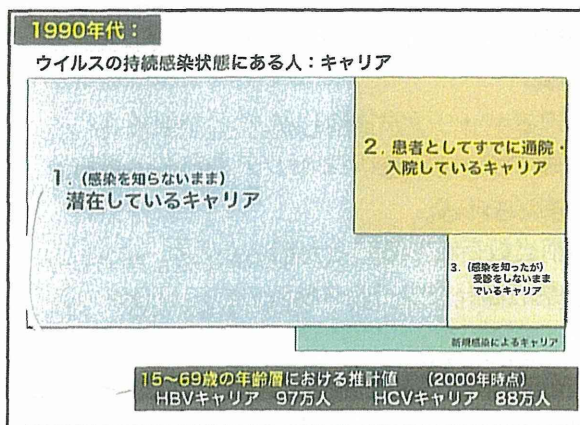 1990年代：
ウイルスの持続感染状態にある人：キャリア
1．(感染を知らないまま)
潜在しているキャリア
2．患者としてすでに通院・
入院しているキャリア
3．(感染を知ったが)
受診をしないまま
でいるキャリア
新規感染によるキャリア
15～69歳の年齢層における推計値　(2000年時点)
HBVキャリア　97万人　HCVキャリア　88万人